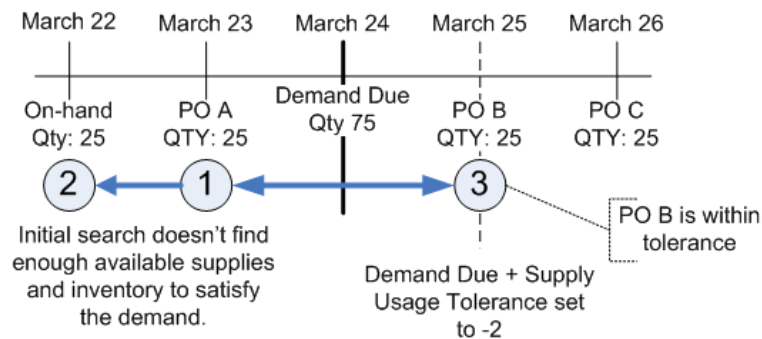 March 22
March 23
March 24
March 25
March 26
On-hand
Qty: 25
PO A
QTY: 25
Demand Due
Qty 75
PO B
QTY: 25
PO C
QTY: 25
2
1
3
Initial search doesn't find
enough available supplies
and inventory to satisfy
the demand.
PO B is within
tolerance
Demand Due + Supply
Usage Tolerance set
to -2